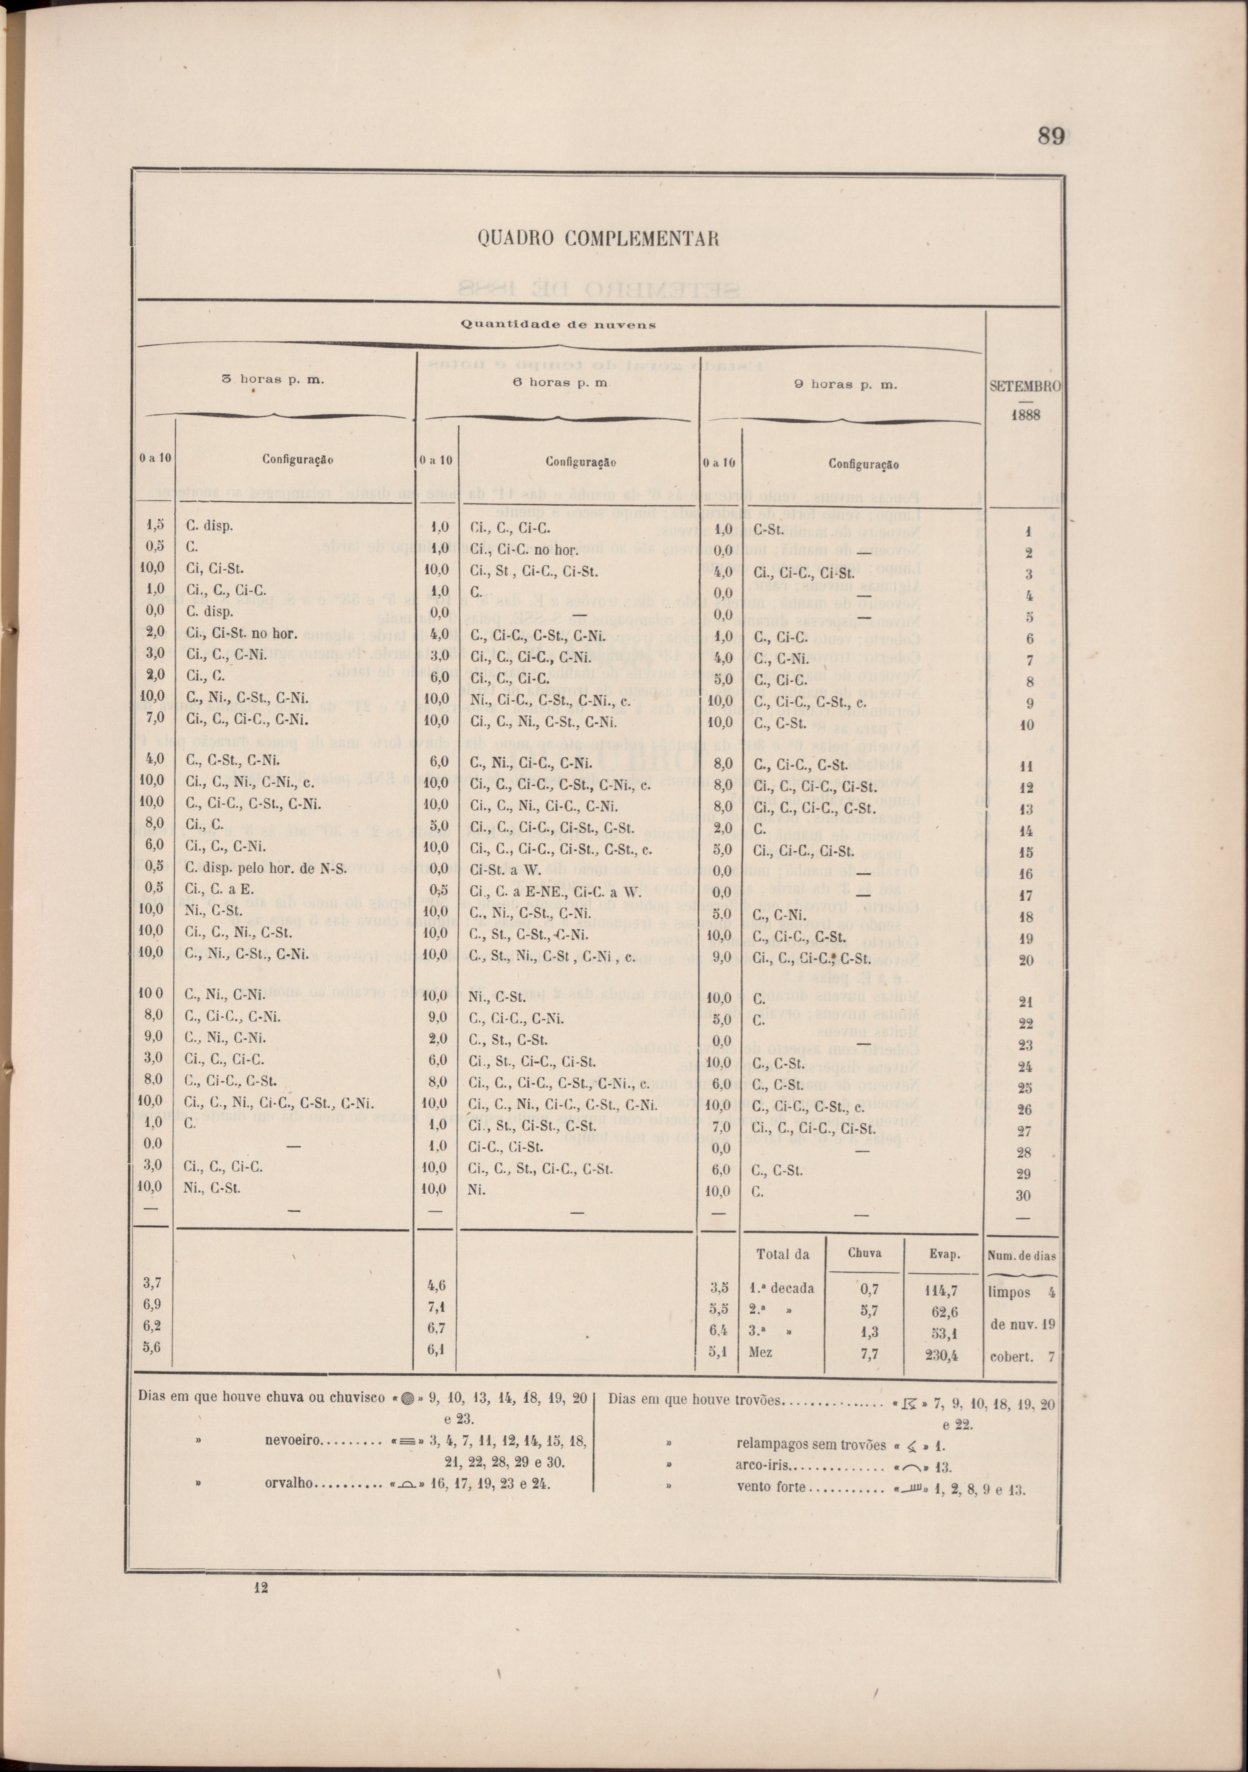 89
QUADRO COMPLEMENTAR
Quantidade de nuvens
3 horas p. m. 6 horas p. m 9 horas p. m. SETEMBRO
—
1888
0 a 10 Configuração 0 a 10 Configuração 0 a 10 Configuração
1,5 C. disp. 1,0 Ci., C., Ci-C. 1,0 C-St. 1
0,5 C. 1,0 Ci., Ci-C. no hor. 0,0 — 2
10,0 Ci, Ci-St. 10,0 Ci., St , Ci-C., Ci-St. 4,0 Ci., Ci-C., Ci-St. 3
1,0 Ci., C., Ci-C. 1,0 C. 0,0 — 4
0,0 C. disp. 0,0 — 0,0 — 5
2,0 Ci., Ci-St. no hor. 4,0 C., Ci-C., C-St., C-Ni. 1,0 C., Ci-C. 6
3,0 Ci., C., C-Ni. 3,0 Ci., C., Ci-C., C-Ni. 4,0 C., C-Ni. 7
2,0 Ci., C. 6,0 Ci., C., Ci-C. 5,0 C., Ci-C. 8
10,0 C., Ni., C-St., C-Ni. 10,0 Ni., Ci-C., C-St., C-Ni., c. 10,0 C., Ci-C., C-St., c. 9
7,0 Ci., C., Ci-C., C-Ni. 10,0 Ci., C., Ni., C-St., C-Ni. 10,0 C., C-St. 10
4,0 C., C-St., C-Ni. 6,0 C., Ni., Ci-C., C-Ni. 8,0 C., Ci-C., C-St. 11
10,0 Ci., C., Ni., C-Ni., c. 10,0 Ci., C., Ci-C., C-St., C-Ni., c. 8,0 Ci., C., Ci-C., Ci-St. 12
10,0 C., Ci-C., C-St., C-Ni. 10,0 Ci., C., Ni., Ci-C., C-Ni. 8,0 Ci., C., Ci-C., C-St. 13
8,0 Ci., C. 5,0 Ci., C., Ci-C., Ci-St., C-St. 2,0 C. 14
6,0 Ci., C., C-Ni. 10,0 Ci., C., Ci-C., Ci-St., C-St., c. 5,0 Ci., Ci-C., Ci-St. 15
0,5 C. disp. pelo hor. de N-S. 0,0 Ci-St. a W. 0,0 — 16
0,5 Ci., C. a E. 0,5 Ci., C. a E-NE., Ci-C. a W. 0,0 — 17
10,0 Ni., C-St. 10,0 C., Ni., C-St., C-Ni. 5,0 C., C-Ni. 18
10,0 Ci., C., Ni., C-St. 10,0 C., St., C-St., C-Ni. 10,0 C., Ci-C., C-St. 19
10,0 C., Ni., C-St., C-Ni. 10,0 C., St., Ni., C-St , C-Ni , c. 9,0 Ci., C., Ci-C., C-St. 20
10 0 C., Ni., C-Ni. 10,0 Ni., C-St. 10,0 C. 21
8,0 C., Ci-C., C-Ni. 9,0 C., Ci-C., C-Ni. 5,0 C. 22
9,0 C., Ni., C-Ni. 2,0 C., St., C-St. 0,0 — 23
3,0 Ci., C., Ci-C. 6,0 Ci., St., Ci-C., Ci-St. 10,0 C., C-St. 24
8,0 C., Ci-C., C-St. 8,0 Ci., C., Ci-C., C-St., C-Ni., c. 6,0 C., C-St. 25
10,0 Ci., C., Ni., Ci-C., C-St., C-Ni. 10,0 Ci., C., Ni., Ci-C., C-St., C-Ni. 10,0 C., Ci-C., C-St., c. 26
1,0 C. 1,0 Ci., St., Ci-St., C-St. 7,0 Ci., C., Ci-C., Ci-St. 27
0,0 — 1,0 Ci-C., Ci-St. 0,0 — 28
3,0 Ci., C., Ci-C. 10,0 Ci., C., St., Ci-C., C-St. 6,0 C., C-St. 29
10,0 Ni., C-St. 10,0 Ni. 10,0 C. 30
— — — — — — —
Total da Chuva Evap. Num. de dias
3,7 4,6 3,5 1.ª decada 0,7 114,7 limpos 4
6,9 7,1 5,5 2.ª » 5,7 62,6
6,2 6,7 6,4 3.ª » 1,3 53,1 de nuv. 19
5,6 6,1 5,1 Mez 7,7 230,4 cobert. 7
Dias em que houve chuva ou chuvisco « » 9, 10, 13, 14, 18, 19, 20
e 23.
» nevoeiro......... « » 3, 4, 7, 11, 12, 14, 15, 18,
21, 22, 28, 29 e 30.
» orvalho.......... « » 16, 17, 19, 23 e 24.
Dias em que houve trovões............... « » 7, 9, 10, 18, 19, 20
e 22.
» relampagos sem trovões « » 1.
» arco-iris.............. « » 13.
» vento forte........... « » 1, 2, 8, 9 e 13.
12